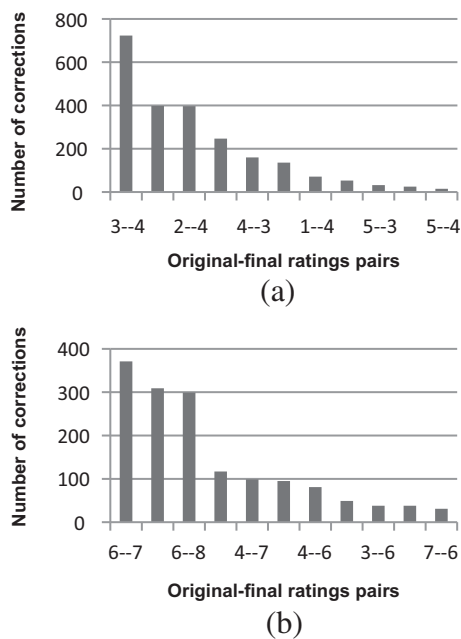 Number of corrections
800
600
400
200
0
3--4 2--4 4--3 1--4 5--3 5--4
Original-final ratings pairs
(a)
Number of corrections
400
300
200
100
0
6--7 6--8 4--7 4--6 3--6 7--6
Original-final ratings pairs
(b)